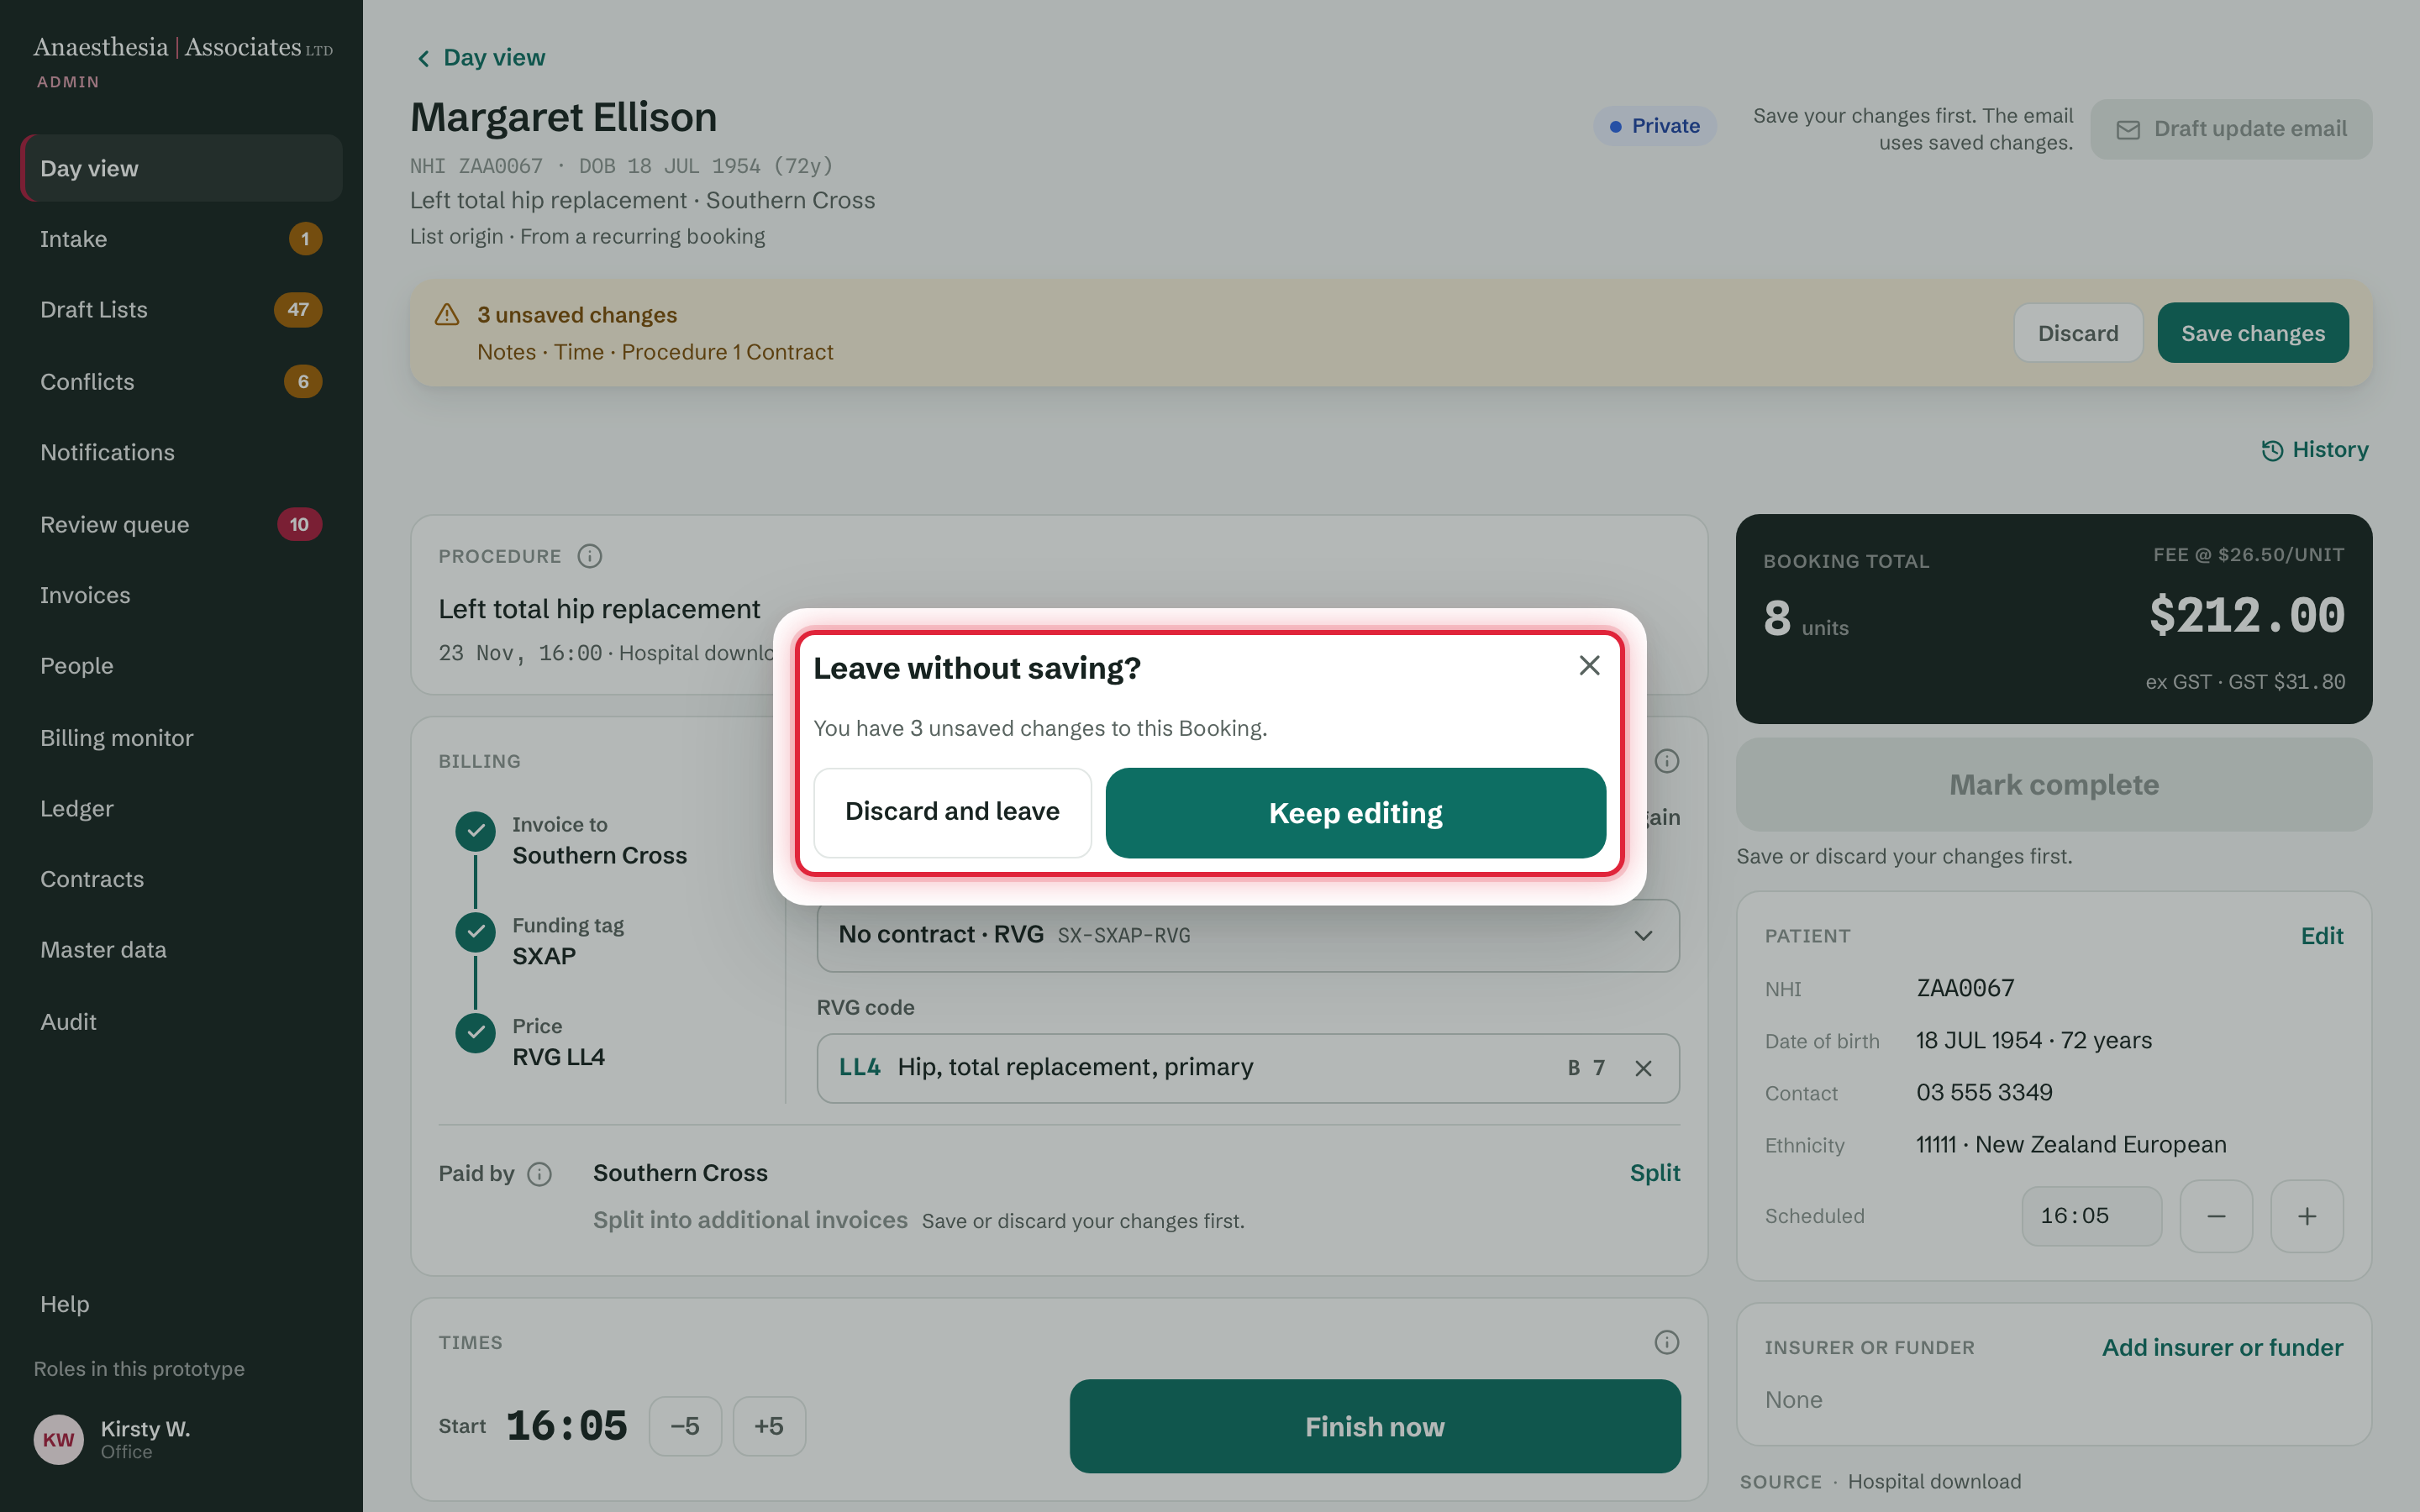 Anaesthesia | Associates LTD
ADMIN
Day view
Intake 1
Draft Lists 47
Conflicts 6
Notifications
Review queue 10
Invoices
People
Billing monitor
Ledger
Contracts
Master data
Audit
Help
Roles in this prototype
KW Kirsty W.
Office
Day view
Margaret Ellison
NHI ZAA0067 · DOB 18 JUL 1954 (72y)
Left total hip replacement · Southern Cross
List origin · From a recurring booking
Private
Save your changes first. The email
uses saved changes.
Draft update email
3 unsaved changes
Notes · Time · Procedure 1 Contract
Discard
Save changes
History
PROCEDURE
Left total hip replacement
23 Nov, 16:00 · Hospital downlo
Leave without saving?
You have 3 unsaved changes to this Booking.
Discard and leave
Keep editing
BILLING
Invoice to
Southern Cross
Funding tag
SXAP
Price
RVG LL4
gain
No contract · RVG SX-SXAP-RVG
RVG code
LL4 Hip, total replacement, primary B 7
Paid by Southern Cross Split
Split into additional invoices Save or discard your changes first.
TIMES
Start 16:05 −5 +5
Finish now
BOOKING TOTAL FEE @ $26.50/UNIT
8 units $212.00
ex GST · GST $31.80
Mark complete
Save or discard your changes first.
PATIENT Edit
NHI ZAA0067
Date of birth 18 JUL 1954 · 72 years
Contact 03 555 3349
Ethnicity 11111 · New Zealand European
Scheduled 16:05 − +
INSURER OR FUNDER Add insurer or funder
None
SOURCE · Hospital download